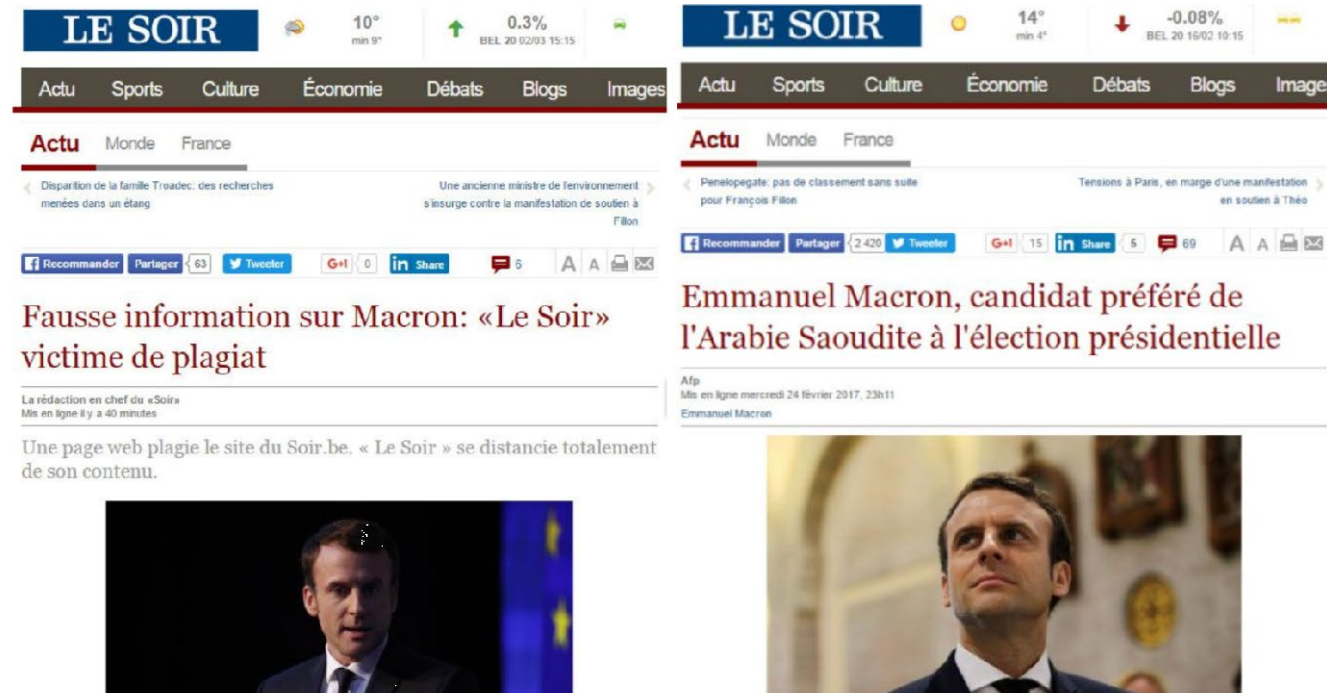 LE SOIR
10°
min 9°
0.3%
BEL 20 02/03 15:15
Actu Sports Culture Économie Débats Blogs Images
Actu Monde France
Disparition de la famille Troadec: des recherches
menées dans un étang
Une ancienne ministre de l'environnement
s'insurge contre la manifestation de soutien à
Fillon
Recommander Partager 63 Tweeter G+1 0 in Share 6 A A
Fausse information sur Macron: «Le Soir»
victime de plagiat
La rédaction en chef du «Soir»
Mis en ligne il y a 40 minutes
Une page web plagie le site du Soir.be. « Le Soir » se distancie totalement
de son contenu.
LE SOIR
14°
min 4°
-0.08%
BEL 20 16/02 10:15
Actu Sports Culture Économie Débats Blogs Image
Actu Monde France
Penelopegate: pas de classement sans suite
pour François Fillon
Tensions à Paris, en marge d'une manifestation
en soutien à Théo
Recommander Partager 2 420 Tweeter G+1 15 in Share 5 69 A A
Emmanuel Macron, candidat préféré de
l'Arabie Saoudite à l'élection présidentielle
Afp
Mis en ligne mercredi 24 février 2017, 23h11
Emmanuel Macron